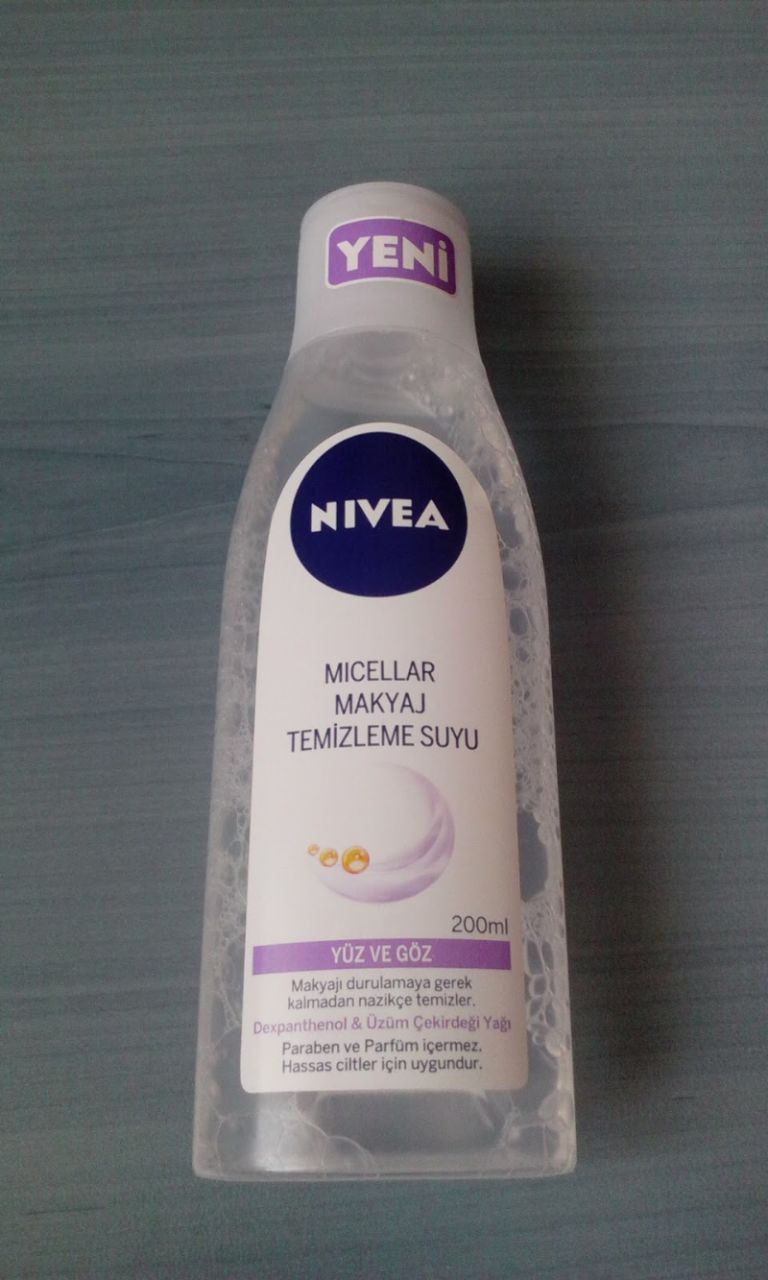 YENİ
NIVEA
MICELLAR
MAKYAJ
TEMİZLEME SUYU
200ml
YÜZ VE GÖZ
Makyajı durulamaya gerek
kalmadan nazikçe temizler.
Dexpanthenol & Üzüm Çekirdeği Yağı
Paraben ve Parfüm içermez.
Hassas ciltler için uygundur.